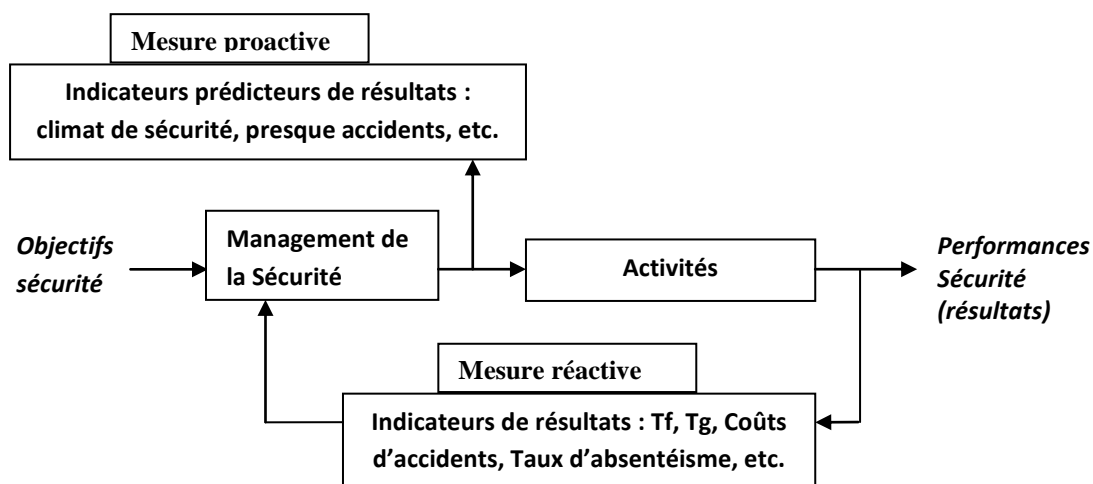 Mesure proactive
Indicateurs prédicteurs de résultats :
climat de sécurité, presque accidents, etc.
Objectifs
sécurité
Management de
la Sécurité
Activités
Performances
Sécurité
(résultats)
Mesure réactive
Indicateurs de résultats : Tf, Tg, Coûts
d’accidents, Taux d’absentéisme, etc.